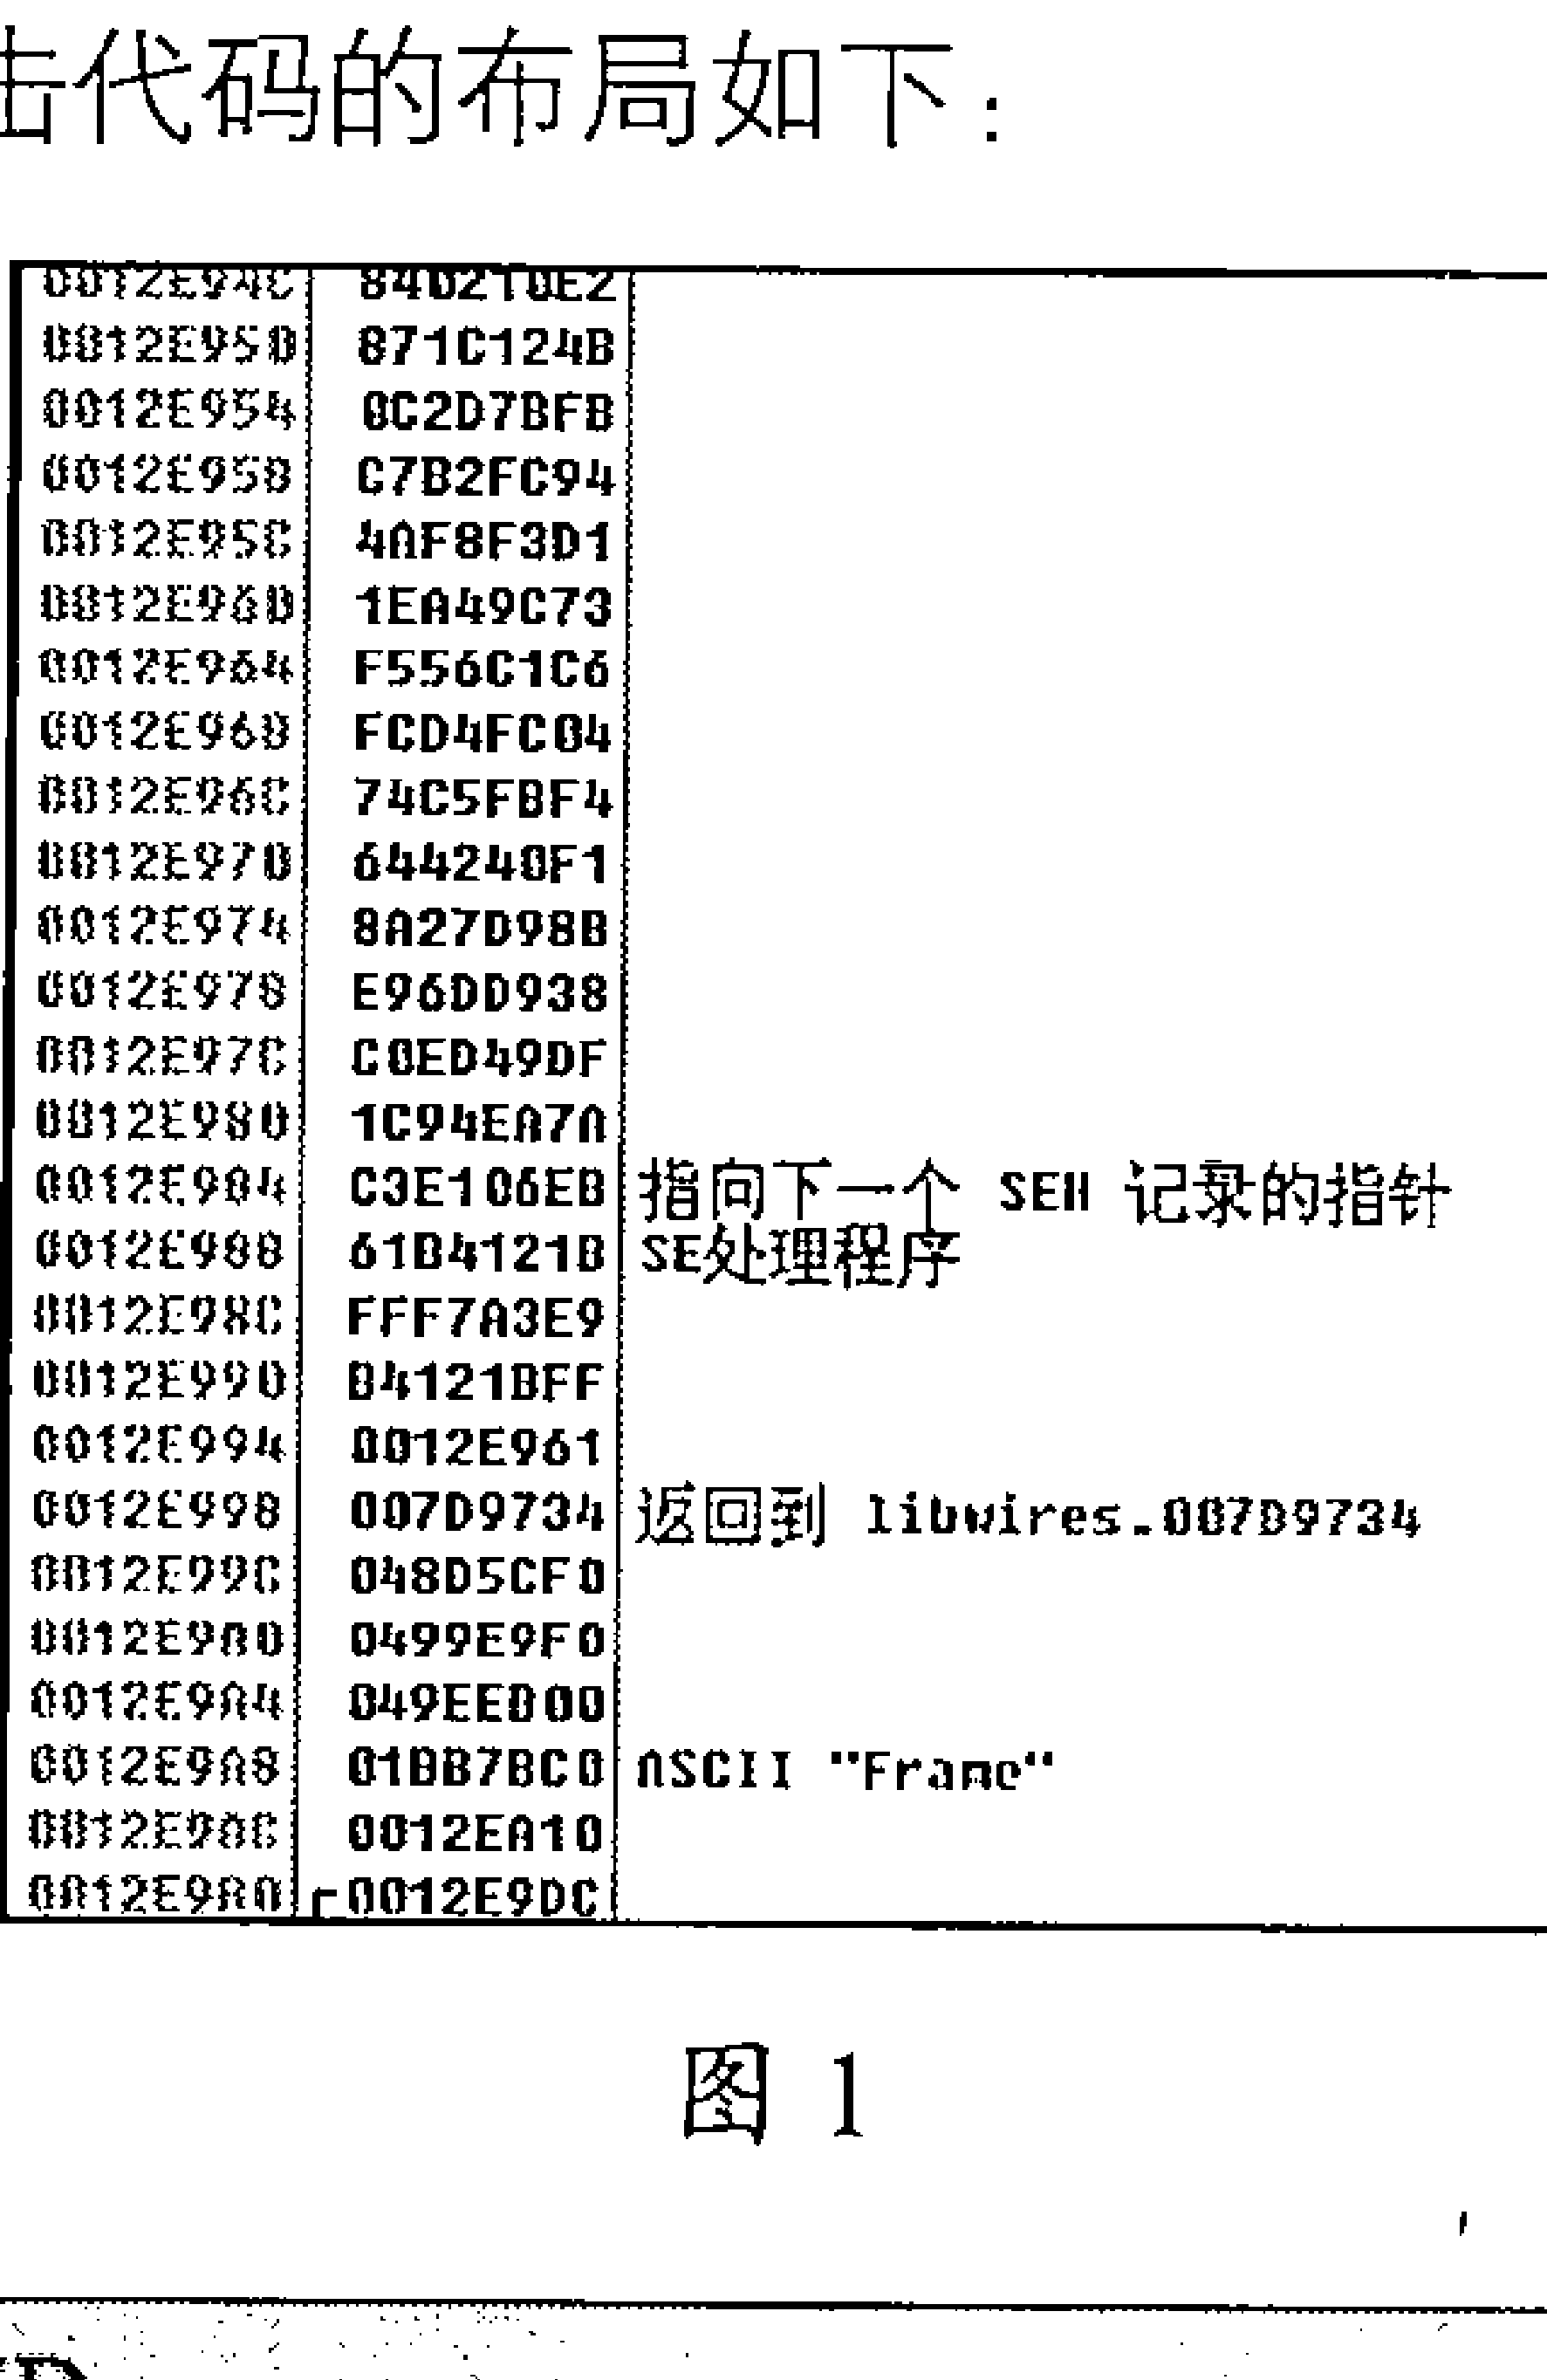 击代码的布局如下：
0012E94C 84D210E2
0012E950 871C124B
0012E954 0C2D7BFB
0012E958 C7B2FC94
0012E95C 4AF8F3D1
0012E960 1EA49C73
0012E964 F556C1C6
0012E968 FCD4FC04
0012E96C 74C5FBF4
0012E970 644240F1
0012E974 8A27D98B
0012E978 E96DD938
0012E97C C0ED49DF
0012E980 1C94EA7A
0012E984 C3E106EB 指向下一个 SEH 记录的指针
0012E988 61B4121B SE处理程序
0012E98C FFF7A3E9
0012E990 B4121BFF
0012E994 0012E961
0012E998 007D9734 返回到 libwires.007D9734
0012E99C 048D5CF0
0012E9A0 0499E9F0
0012E9A4 049EED00
0012E9A8 01BB7BC0 ASCII "Frame"
0012E9AC 0012EA10
0012E9B0 0012E9DC
图 1